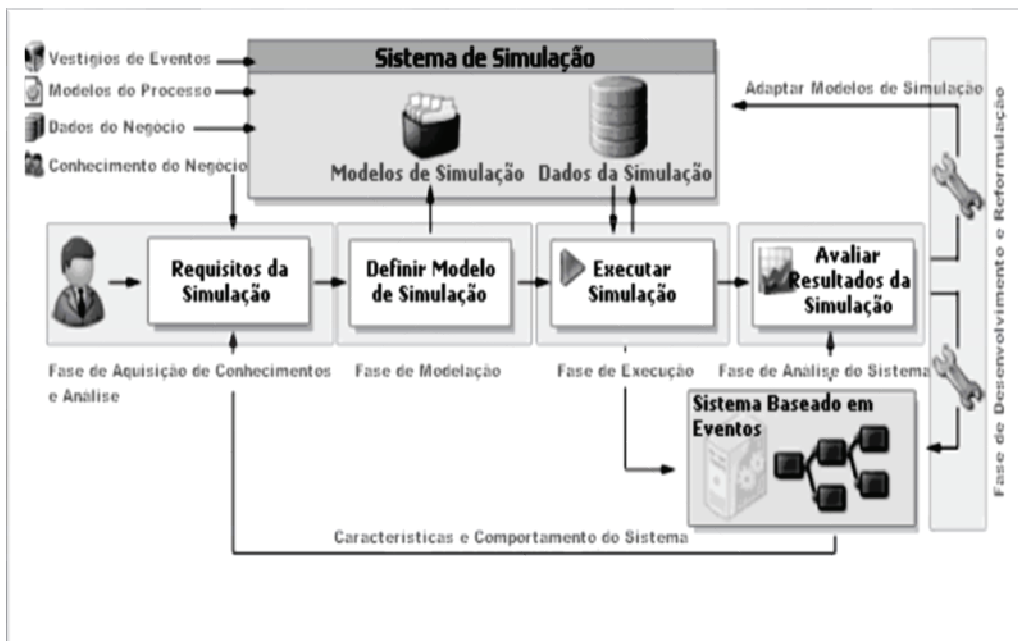 Sistema de Simulação
Vestígios de Eventos
Modelos do Processo
Dados do Negócio
Conhecimento do Negócio
Modelos de Simulação
Dados da Simulação
Adaptar Modelos de Simulação
Requisitos da
Simulação
Definir Modelo
de Simulação
Executar
Simulação
Avaliar
Resultados da
Simulação
Fase de Aquisição de Conhecimentos
e Análise
Fase de Modelação
Fase de Execução
Fase de Análise do Sistema
Sistema Baseado em
Eventos
Características e Comportamento do Sistema
Fase de Desenvolvimento e Reformulação